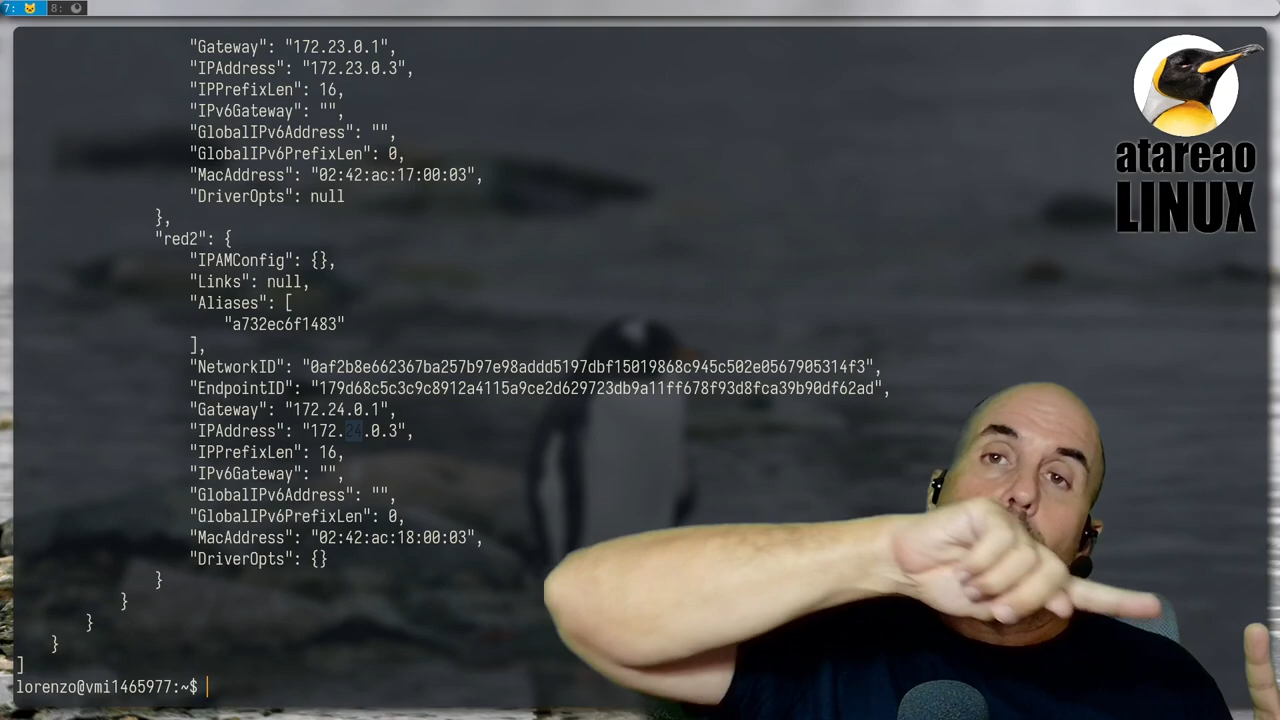 7:
8:
"Gateway": "172.23.0.1",
"IPAddress": "172.23.0.3",
"IPPrefixLen": 16,
"IPv6Gateway": "",
"GlobalIPv6Address": "",
"GlobalIPv6PrefixLen": 0,
"MacAddress": "02:42:ac:17:00:03",
"DriverOpts": null
},
"red2": {
"IPAMConfig": {},
"Links": null,
"Aliases": [
"a732ec6f1483"
],
"NetworkID": "0af2b8e662367ba257b97e98addd5197dbf15019868c945c502e0567905314f3",
"EndpointID": "179d68c5c3c9c8912a4115a9ce2d629723db9a11ff678f93d8fca39b90df62ad",
"Gateway": "172.24.0.1",
"IPAddress": "172.24.0.3",
"IPPrefixLen": 16,
"IPv6Gateway": "",
"GlobalIPv6Address": "",
"GlobalIPv6PrefixLen": 0,
"MacAddress": "02:42:ac:18:00:03",
"DriverOpts": {}
}
}
}
}
]
lorenzo@vmi1465977:~$
atareao
LINUX